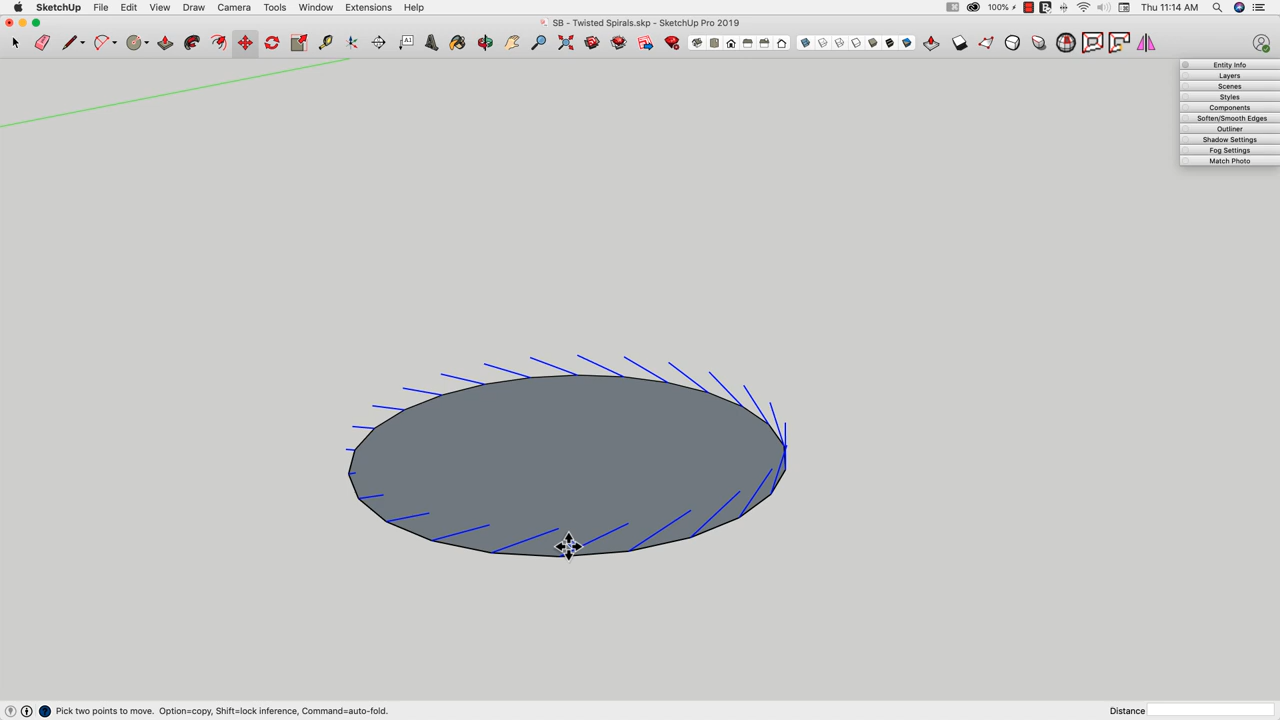 SketchUp File Edit View Draw Camera Tools Window Extensions Help 100% Thu 11:14 AM
SB - Twisted Spirals.skp - SketchUp Pro 2019
Entity Info
Layers
Scenes
Styles
Components
Soften/Smooth Edges
Outliner
Shadow Settings
Fog Settings
Match Photo
Pick two points to move. Option=copy, Shift=lock inference, Command=auto-fold. Distance